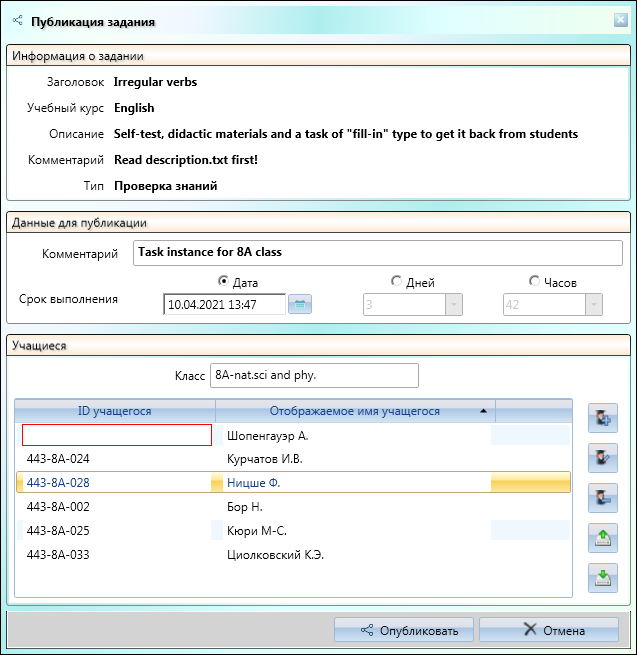 Публикация задания
Информация о задании
Заголовок Irregular verbs
Учебный курс English
Описание Self-test, didactic materials and a task of "fill-in" type to get it back from students
Комментарий Read description.txt first!
Тип Проверка знаний
Данные для публикации
Комментарий Task instance for 8A class
Дата Дней Часов
Срок выполнения 10.04.2021 13:47 3 42
Учащиеся
Класс 8A-nat.sci and phy.
ID учащегося Отображаемое имя учащегося
Шопенгауэр А.
443-8A-024 Курчатов И.В.
443-8A-028 Ницше Ф.
443-8A-002 Бор Н.
443-8A-025 Кюри М-С.
443-8A-033 Циолковский К.Э.
Опубликовать Отмена